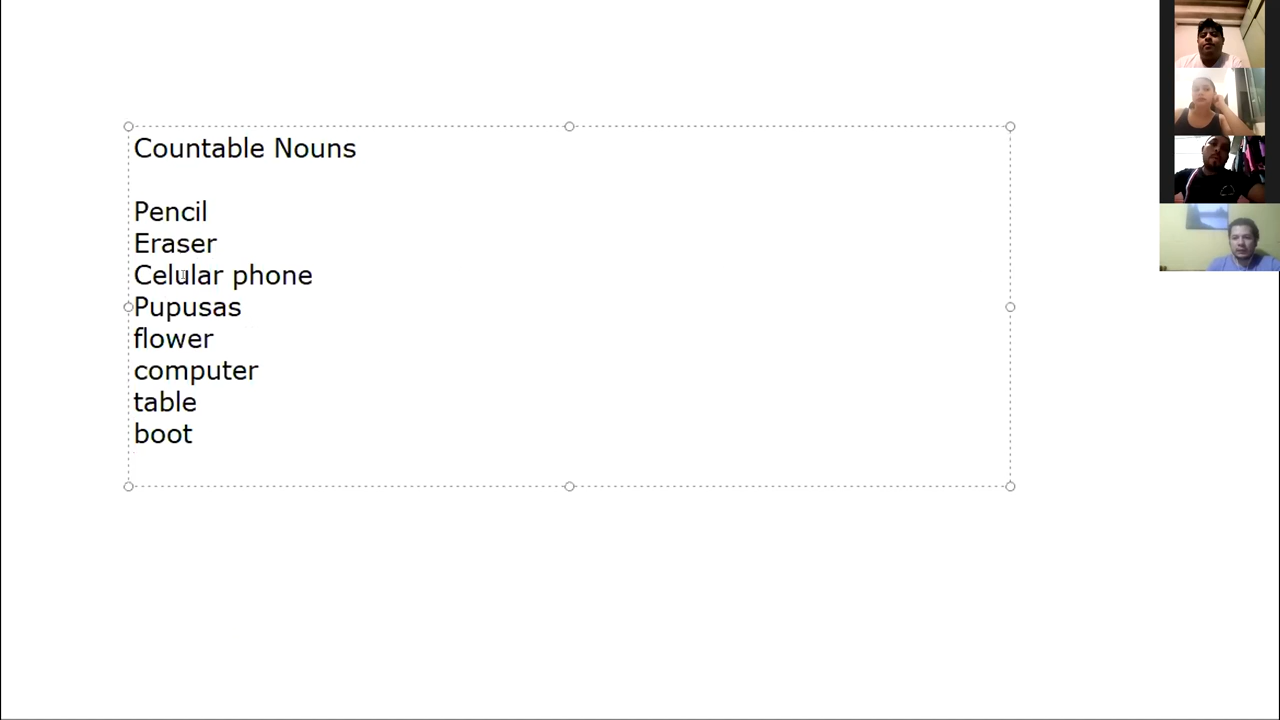 Countable Nouns
Pencil
Eraser
Celular phone
Pupusas
flower
computer
table
boot